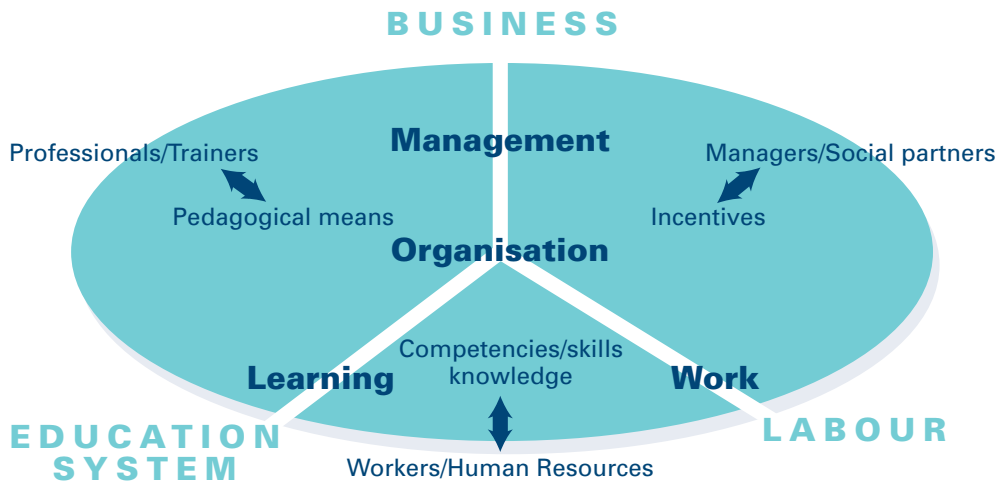 BUSINESS
Management
Professionals/Trainers
Managers/Social partners
Pedagogical means
Incentives
Organisation
Competencies/skills
knowledge
Learning
Work
EDUCATION
SYSTEM
LABOUR
Workers/Human Resources